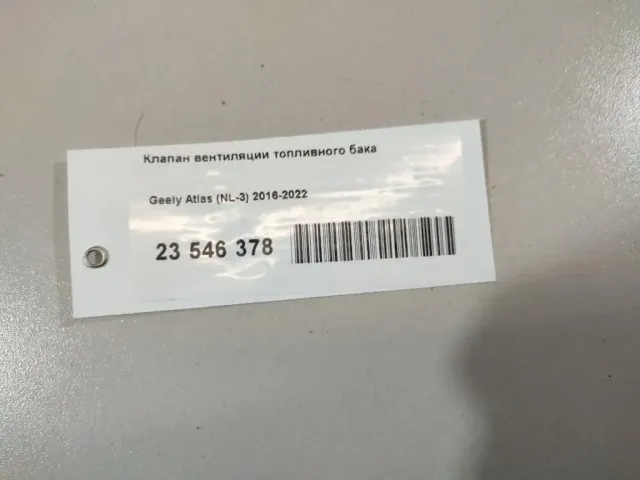 Клапан вентиляции топливного бака
Geely Atlas (NL-3) 2016-2022
23 546 378